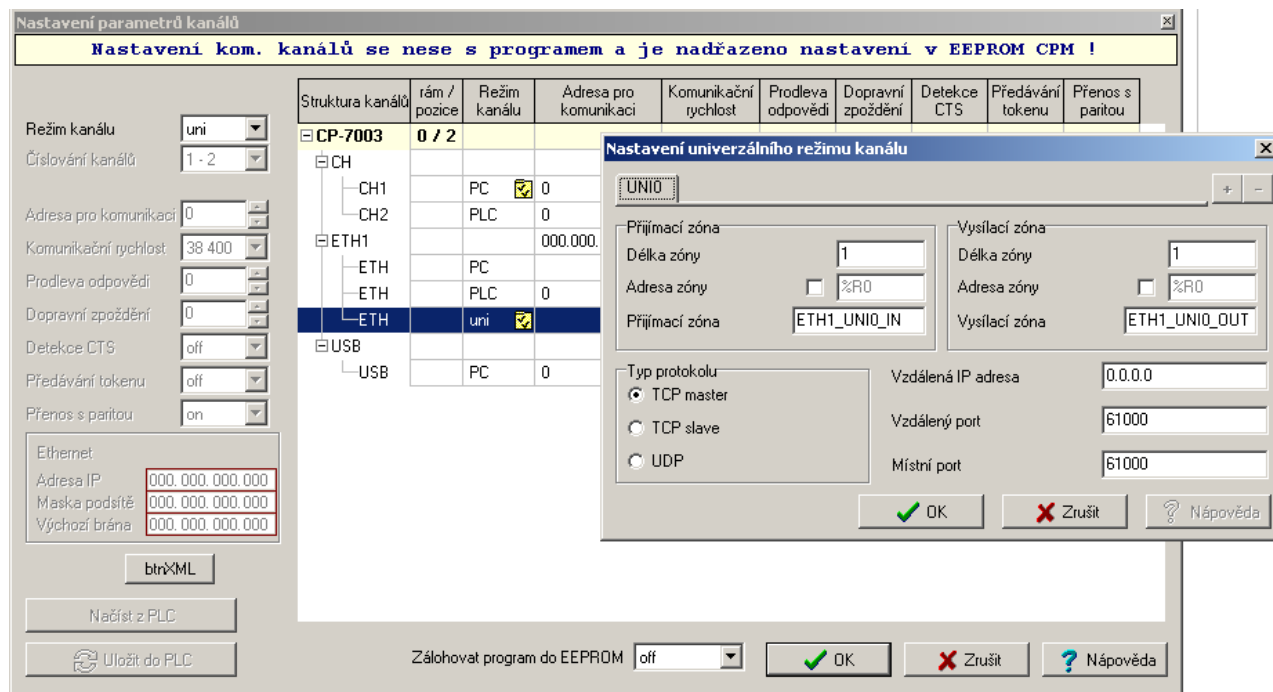 Nastavení parametrů kanálů
Nastavení kom. kanálů se nese s programem a je nadřazeno nastavení v EEPROM CPM !
Režim kanálu uni
Číslování kanálů 1 - 2
Adresa pro komunikaci 0
Komunikační rychlost 38 400
Prodleva odpovědi 0
Dopravní zpoždění 0
Detekce CTS off
Předávání tokenu off
Přenos s paritou on
Ethernet
Adresa IP 000.000.000.000
Maska podsítě 000.000.000.000
Výchozí brána 000.000.000.000
btnXML
Načíst z PLC
Uložit do PLC
Struktura kanálů rám / pozice Režim kanálu Adresa pro komunikaci Komunikační rychlost Prodleva odpovědi Dopravní zpoždění Detekce CTS Předávání tokenu Přenos s paritou
CP-7003 0 / 2
CH
CH1 PC 0
CH2 PLC 0
ETH1 000.000.
ETH PC
ETH PLC 0
ETH uni
USB
USB PC 0
Nastavení univerzálního režimu kanálu
UNI0 + -
Přijímací zóna
Délka zóny 1
Adresa zóny %R0
Přijímací zóna ETH1_UNI0_IN
Vysílací zóna
Délka zóny 1
Adresa zóny %R0
Vysílací zóna ETH1_UNI0_OUT
Typ protokolu
TCP master
TCP slave
UDP
Vzdálená IP adresa 0.0.0.0
Vzdálený port 61000
Místní port 61000
OK Zrušit Nápověda
Zálohovat program do EEPROM off OK Zrušit Nápověda